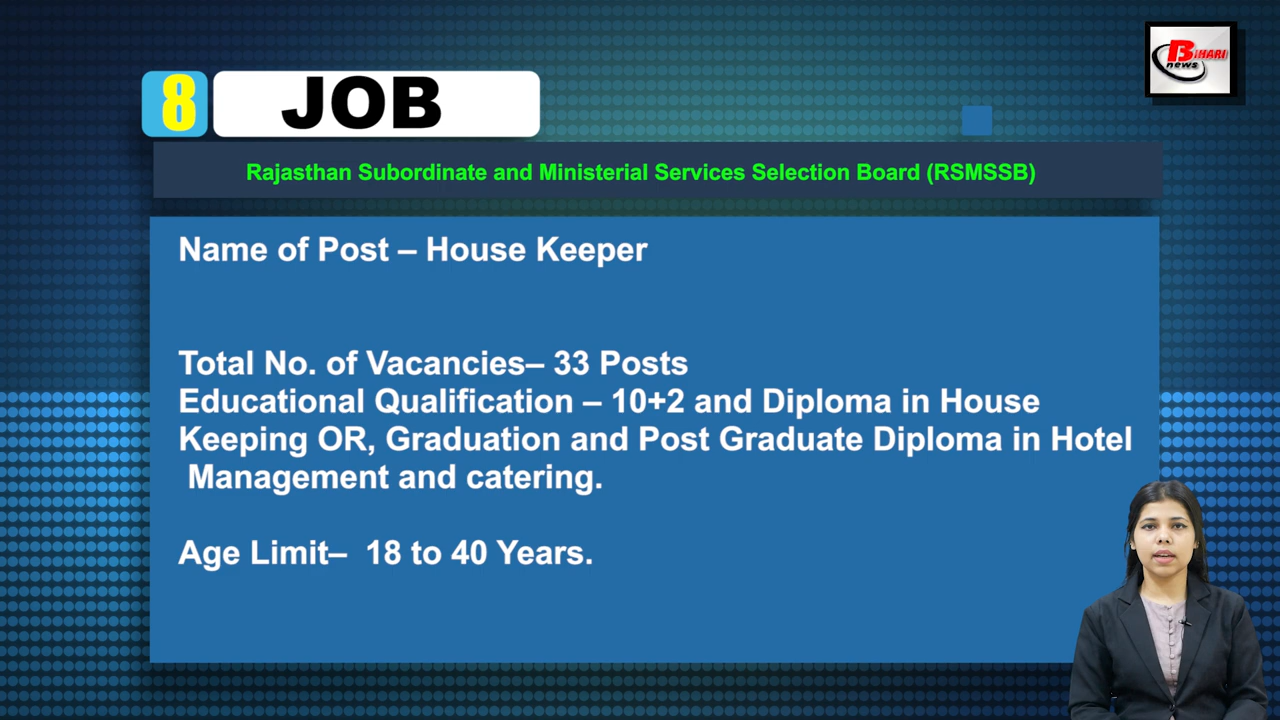 BIHARI
news
8 JOB
Rajasthan Subordinate and Ministerial Services Selection Board (RSMSSB)
Name of Post – House Keeper
Total No. of Vacancies– 33 Posts
Educational Qualification – 10+2 and Diploma in House
Keeping OR, Graduation and Post Graduate Diploma in Hotel
Management and catering.
Age Limit– 18 to 40 Years.